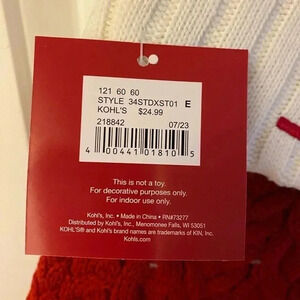 121 60 60
STYLE 34STDXST01 E
KOHL'S $24.99
218842 07/23
4 00441 01810 5
This is not a toy.
For decorative purposes only.
For indoor use only.
Kohl's, Inc. • Made in China • RN#73277
Distributed by Kohl's, Inc., Menomonee Falls, WI 53051
KOHL'S® and Kohl's brand names are trademarks of KIN, Inc.
Kohls.com